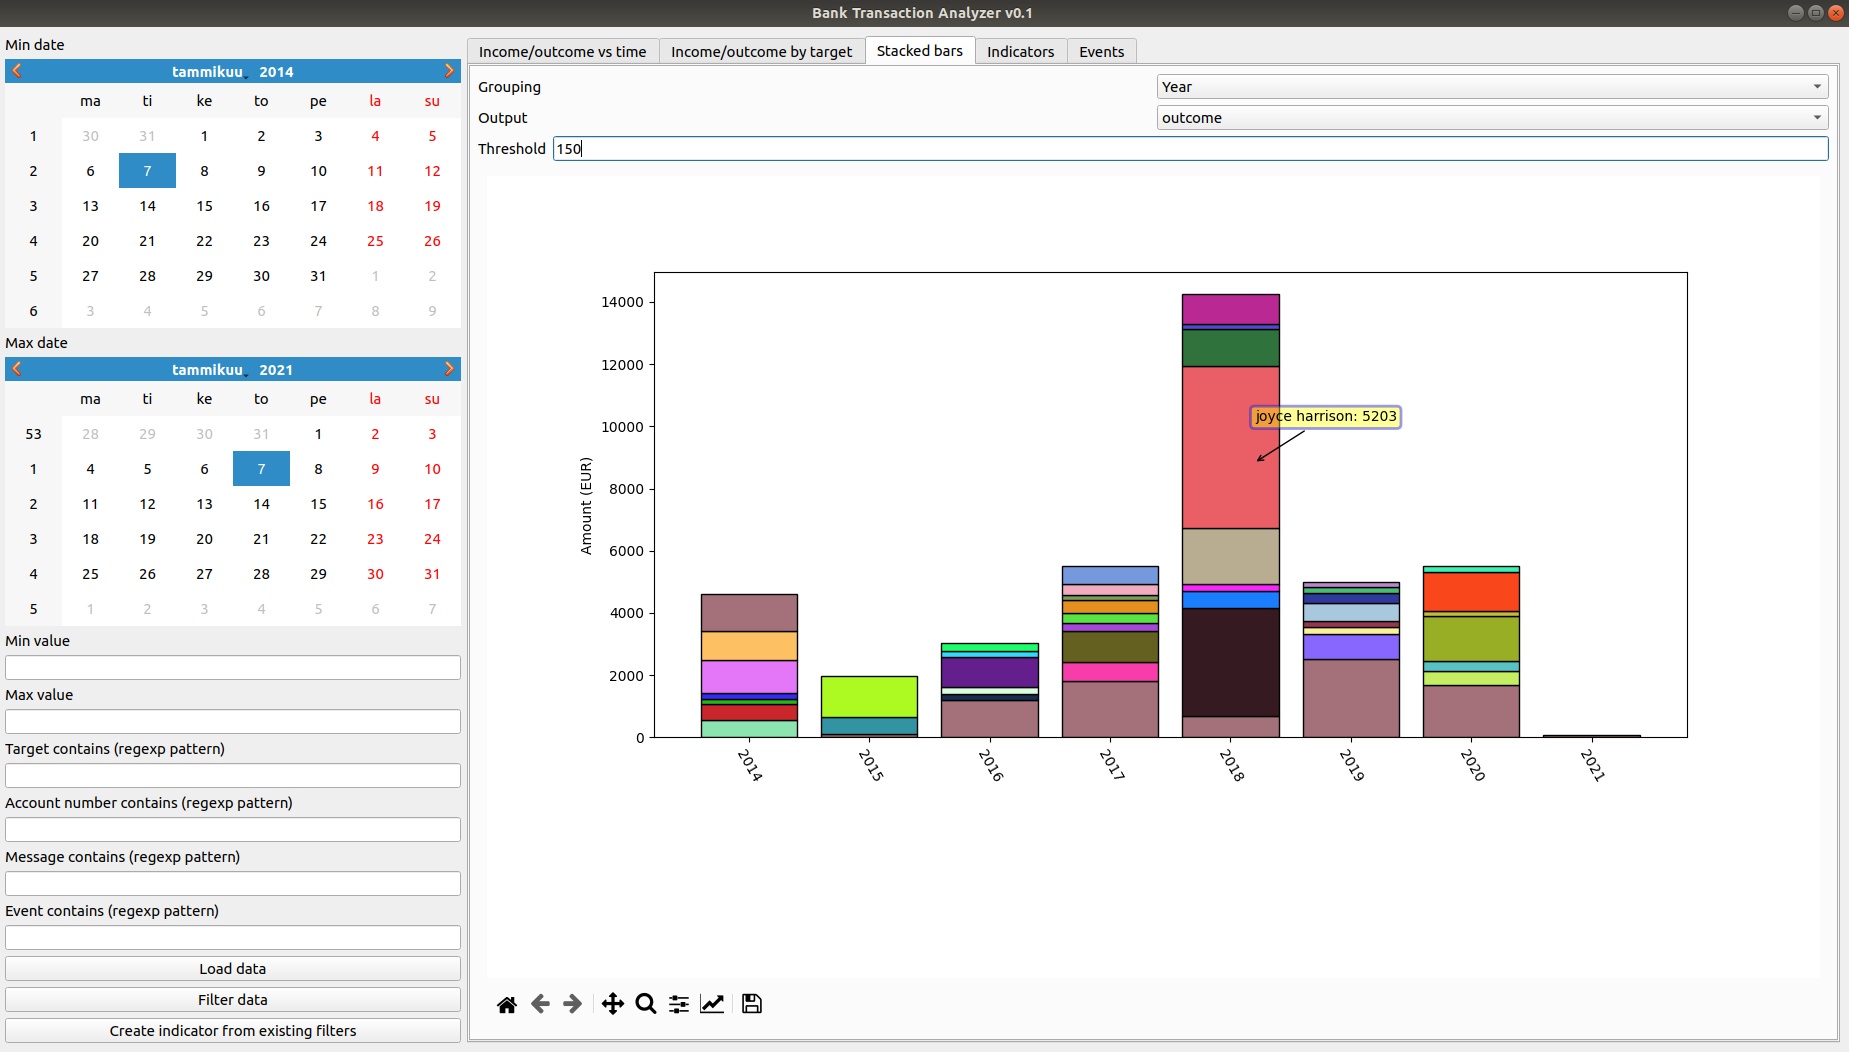 Bank Transaction Analyzer v0.1
Min date
tammikuu 2014
ma ti ke to pe la su
1 30 31 1 2 3 4 5
2 6 7 8 9 10 11 12
3 13 14 15 16 17 18 19
4 20 21 22 23 24 25 26
5 27 28 29 30 31 1 2
6 3 4 5 6 7 8 9
Max date
tammikuu 2021
ma ti ke to pe la su
53 28 29 30 31 1 2 3
1 4 5 6 7 8 9 10
2 11 12 13 14 15 16 17
3 18 19 20 21 22 23 24
4 25 26 27 28 29 30 31
5 1 2 3 4 5 6 7
Min value
Max value
Target contains (regexp pattern)
Account number contains (regexp pattern)
Message contains (regexp pattern)
Event contains (regexp pattern)
Load data
Filter data
Create indicator from existing filters
Income/outcome vs time Income/outcome by target Stacked bars Indicators Events
Grouping Year
Output outcome
Threshold 150
14000
12000
10000
8000
6000
4000
2000
0
Amount (EUR)
joyce harrison: 5203
2014 2015 2016 2017 2018 2019 2020 2021